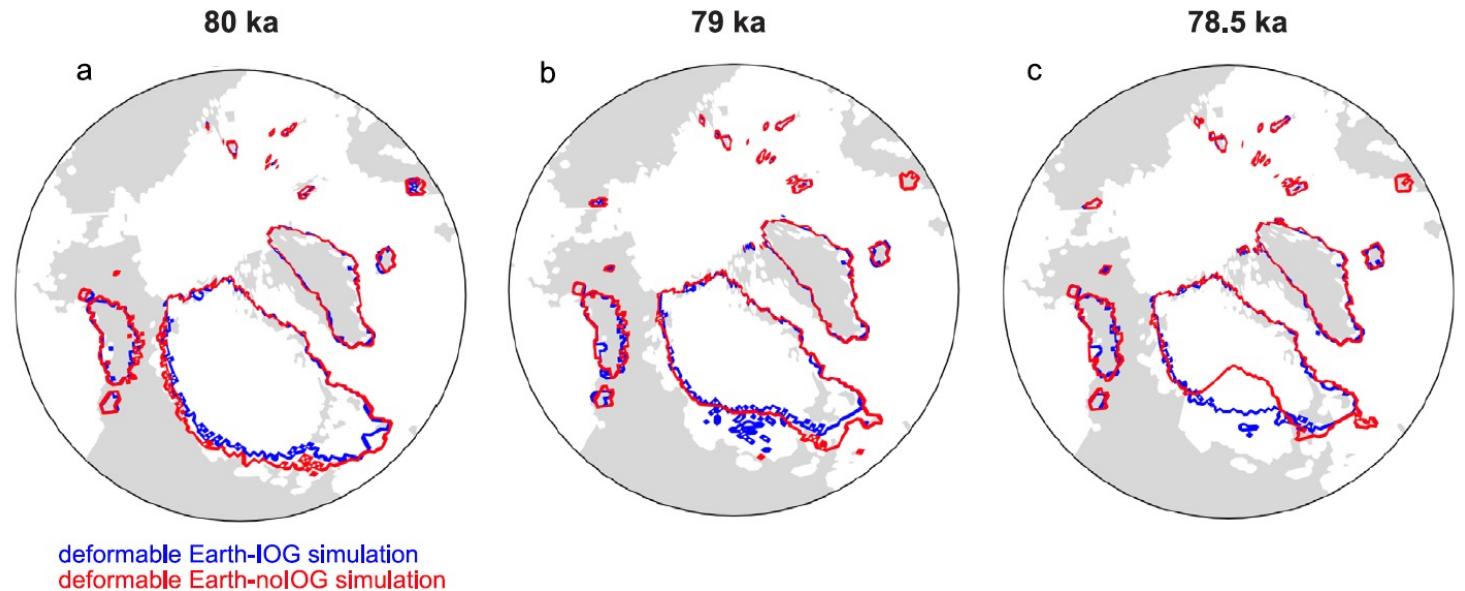 80 ka
79 ka
78.5 ka
a
b
c
deformable Earth-IOG simulation
deformable Earth-noIOG simulation